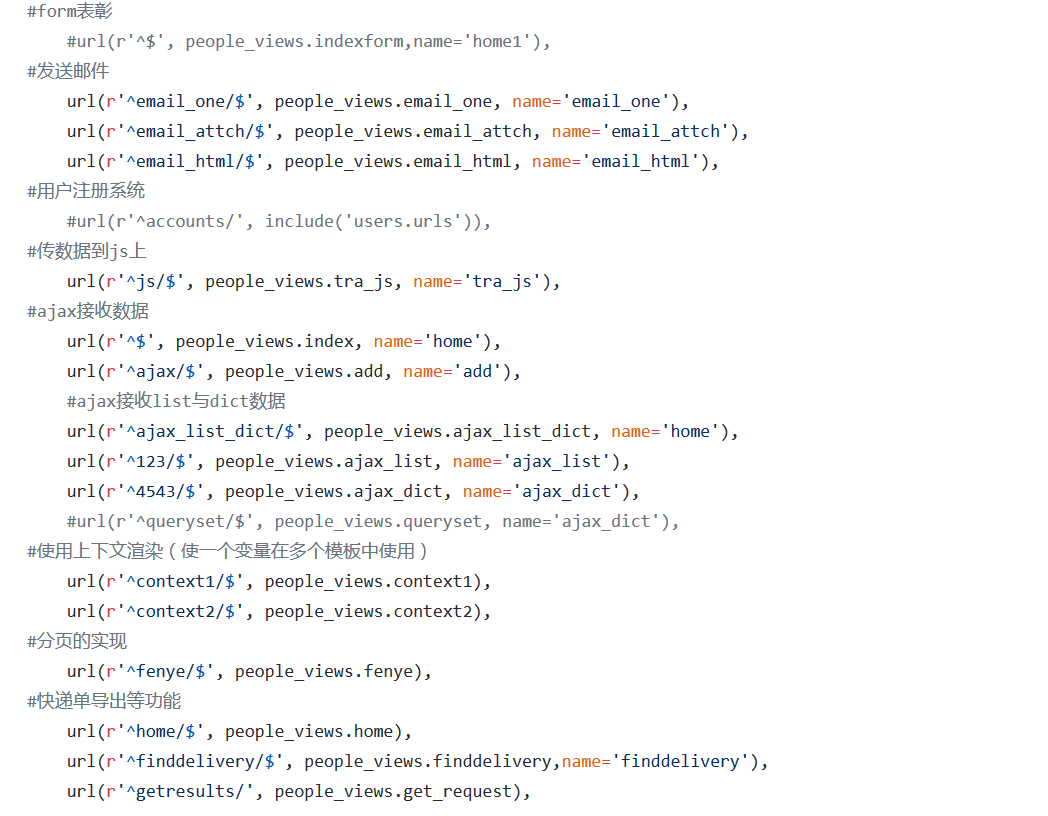 #form表彰
#url(r'^$', people_views.indexform,name='home1'),
#发送邮件
url(r'^email_one/$', people_views.email_one, name='email_one'),
url(r'^email_attch/$', people_views.email_attch, name='email_attch'),
url(r'^email_html/$', people_views.email_html, name='email_html'),
#用户注册系统
#url(r'^accounts/', include('users.urls')),
#传数据到js上
url(r'^js/$', people_views.tra_js, name='tra_js'),
#ajax接收数据
url(r'^$', people_views.index, name='home'),
url(r'^ajax/$', people_views.add, name='add'),
#ajax接收list与dict数据
url(r'^ajax_list_dict/$', people_views.ajax_list_dict, name='home'),
url(r'^123/$', people_views.ajax_list, name='ajax_list'),
url(r'^4543/$', people_views.ajax_dict, name='ajax_dict'),
#url(r'^queryset/$', people_views.queryset, name='ajax_dict'),
#使用上下文渲染（使一个变量在多个模板中使用）
url(r'^context1/$', people_views.context1),
url(r'^context2/$', people_views.context2),
#分页的实现
url(r'^fenye/$', people_views.fenye),
#快递单导出等功能
url(r'^home/$', people_views.home),
url(r'^finddelivery/$', people_views.finddelivery,name='finddelivery'),
url(r'^getresults/', people_views.get_request),